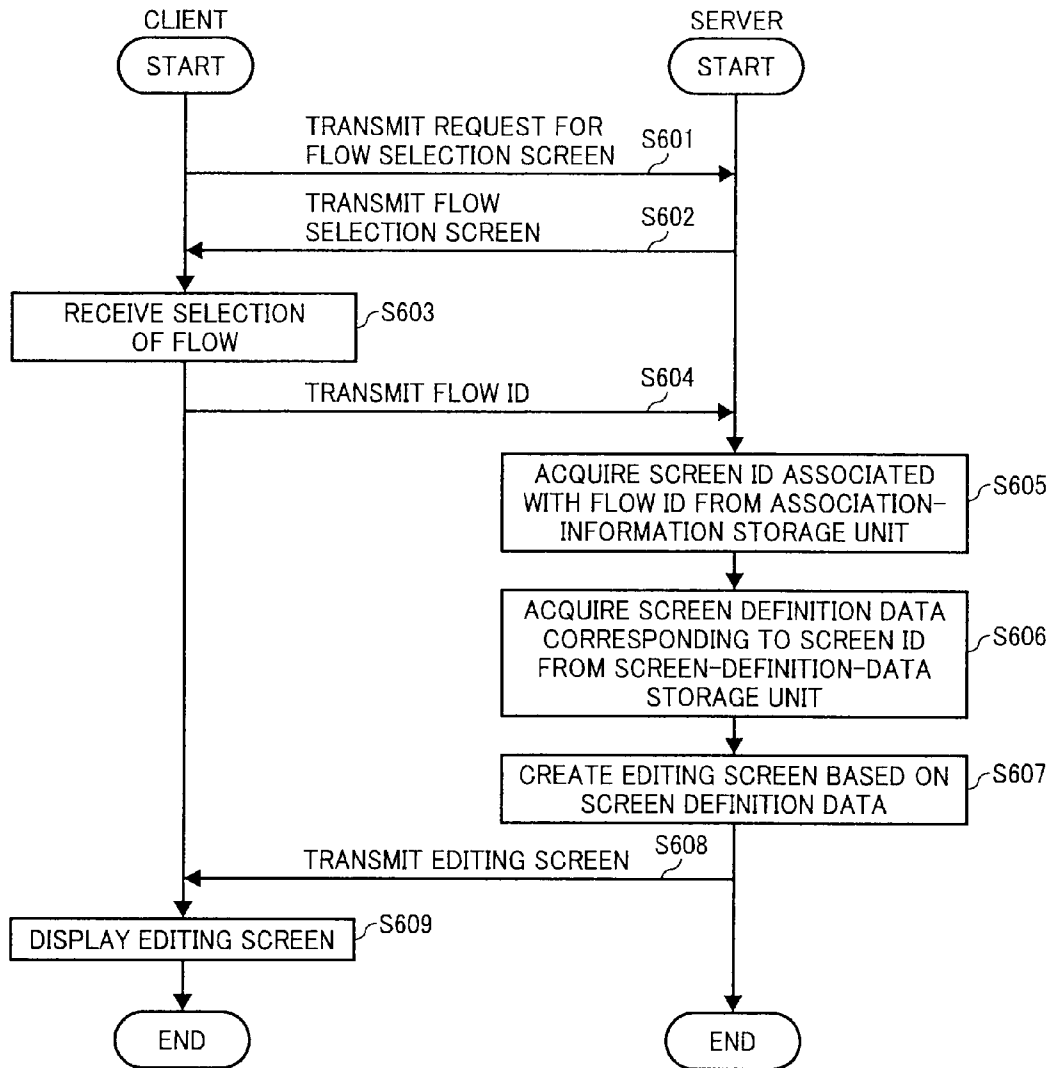 CLIENT
SERVER
START
START
TRANSMIT REQUEST FOR
FLOW SELECTION SCREEN
S601
TRANSMIT FLOW
SELECTION SCREEN
S602
RECEIVE SELECTION
OF FLOW
S603
TRANSMIT FLOW ID
S604
ACQUIRE SCREEN ID ASSOCIATED
WITH FLOW ID FROM ASSOCIATION-
INFORMATION STORAGE UNIT
S605
ACQUIRE SCREEN DEFINITION DATA
CORRESPONDING TO SCREEN ID
FROM SCREEN-DEFINITION-DATA
STORAGE UNIT
S606
CREATE EDITING SCREEN BASED ON
SCREEN DEFINITION DATA
S607
TRANSMIT EDITING SCREEN
S608
DISPLAY EDITING SCREEN
S609
END
END